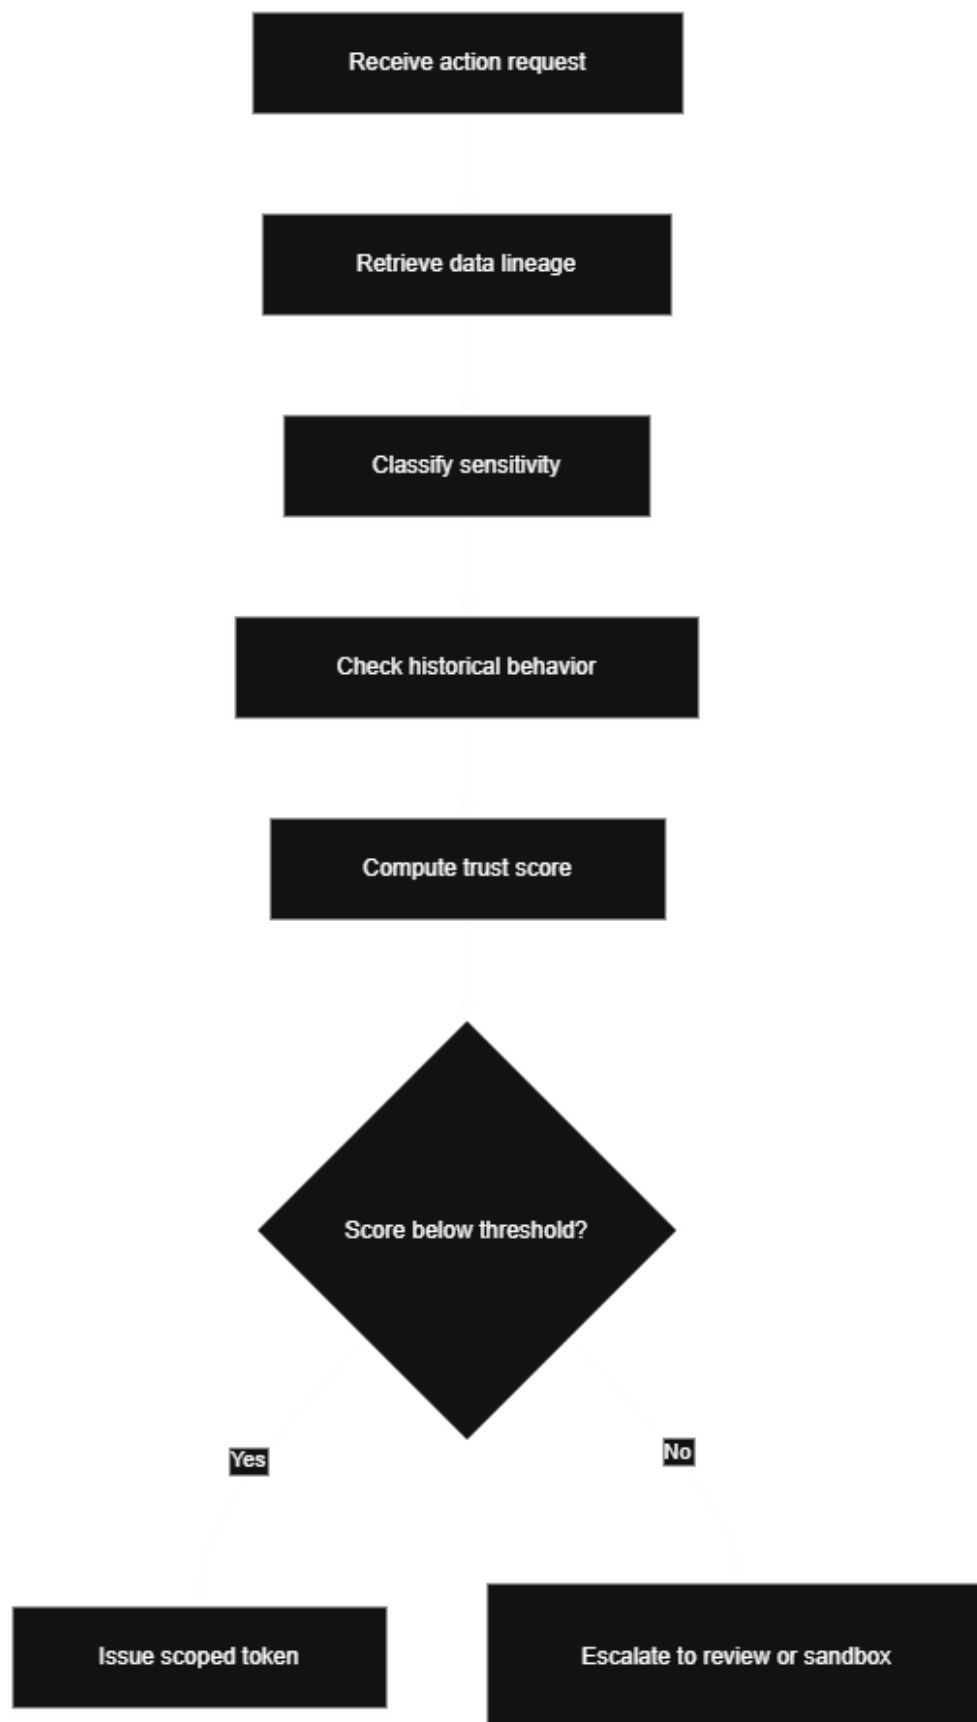 Receive action request
Retrieve data lineage
Classify sensitivity
Check historical behavior
Compute trust score
Score below threshold?
Yes
No
Issue scoped token
Escalate to review or sandbox